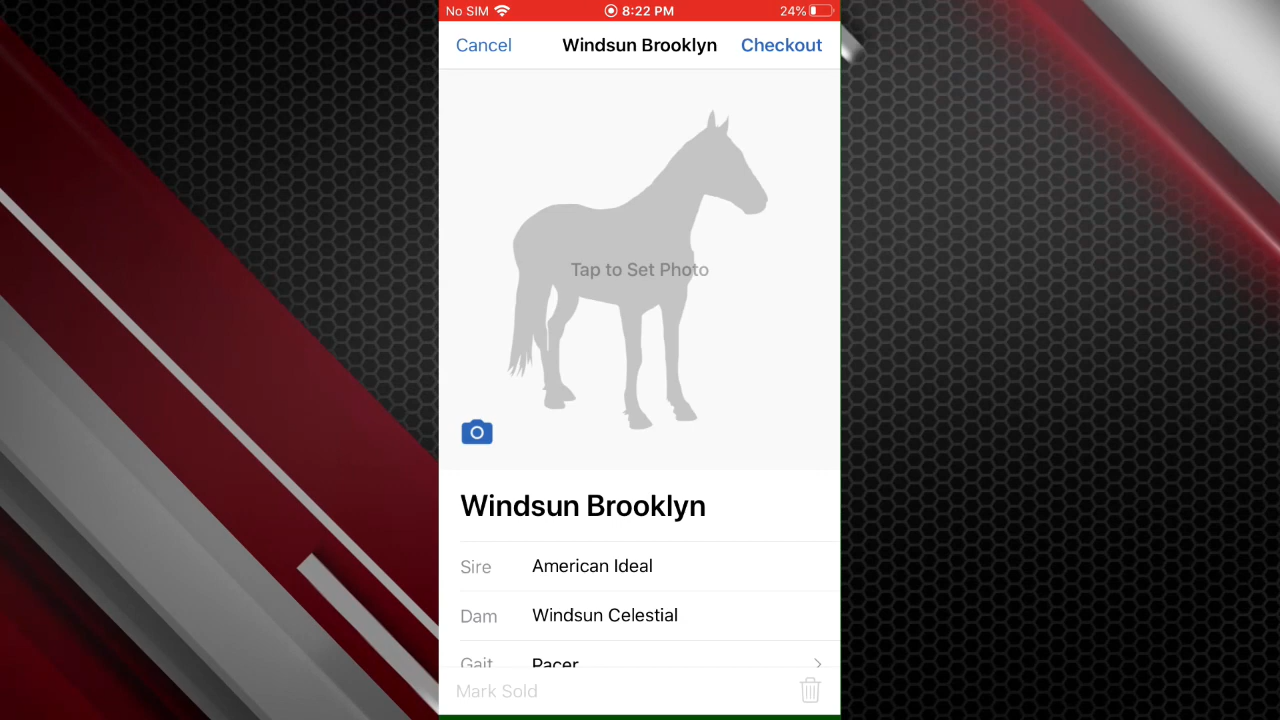 No SIM 8:22 PM 24%
Cancel Windsun Brooklyn Checkout
Tap to Set Photo
Windsun Brooklyn
Sire American Ideal
Dam Windsun Celestial
Gait Pacer
Mark Sold